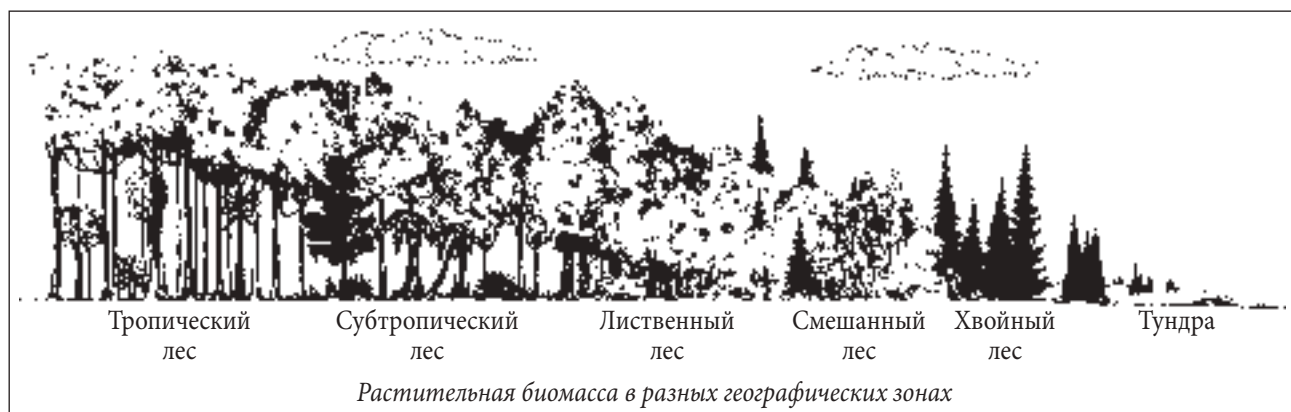 Тропический Субтропический Лиственный Смешанный Хвойный Тундра
лес лес лес лес лес
Растительная биомасса в разных географических зонах